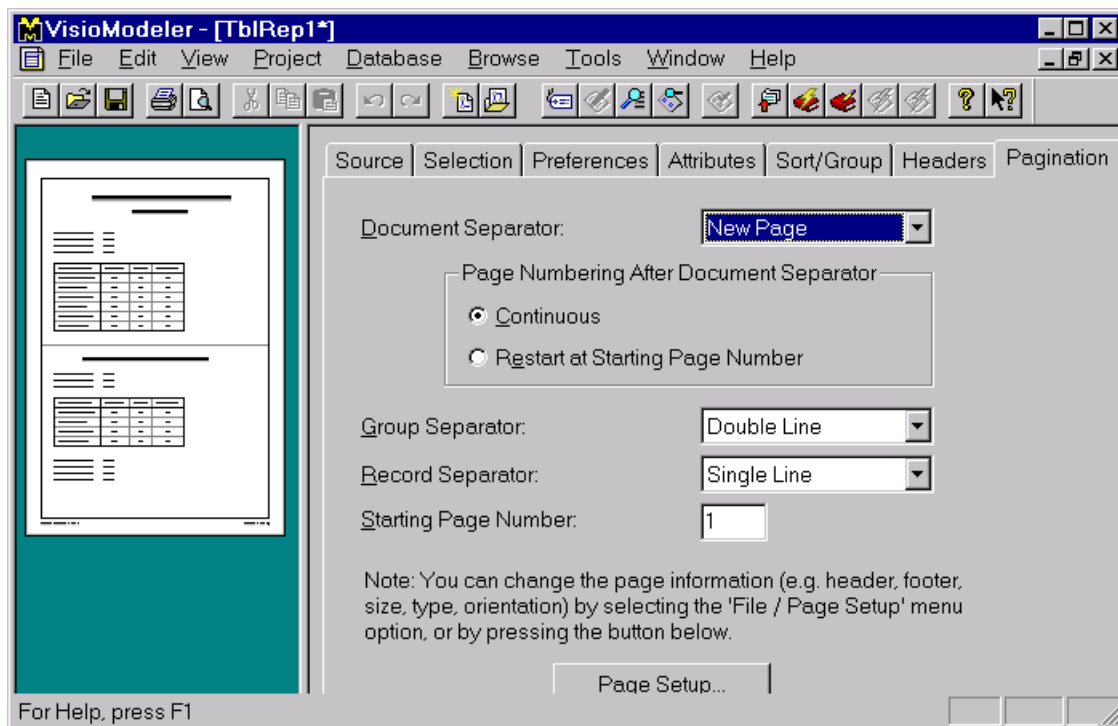 VisioModeler - [TblRep1*]
File Edit View Project Database Browse Tools Window Help
Source Selection Preferences Attributes Sort/Group Headers Pagination
Document Separator: New Page
Page Numbering After Document Separator
Continuous
Restart at Starting Page Number
Group Separator: Double Line
Record Separator: Single Line
Starting Page Number: 1
Note: You can change the page information (e.g. header, footer,
size, type, orientation) by selecting the 'File / Page Setup' menu
option, or by pressing the button below.
Page Setup...
For Help, press F1